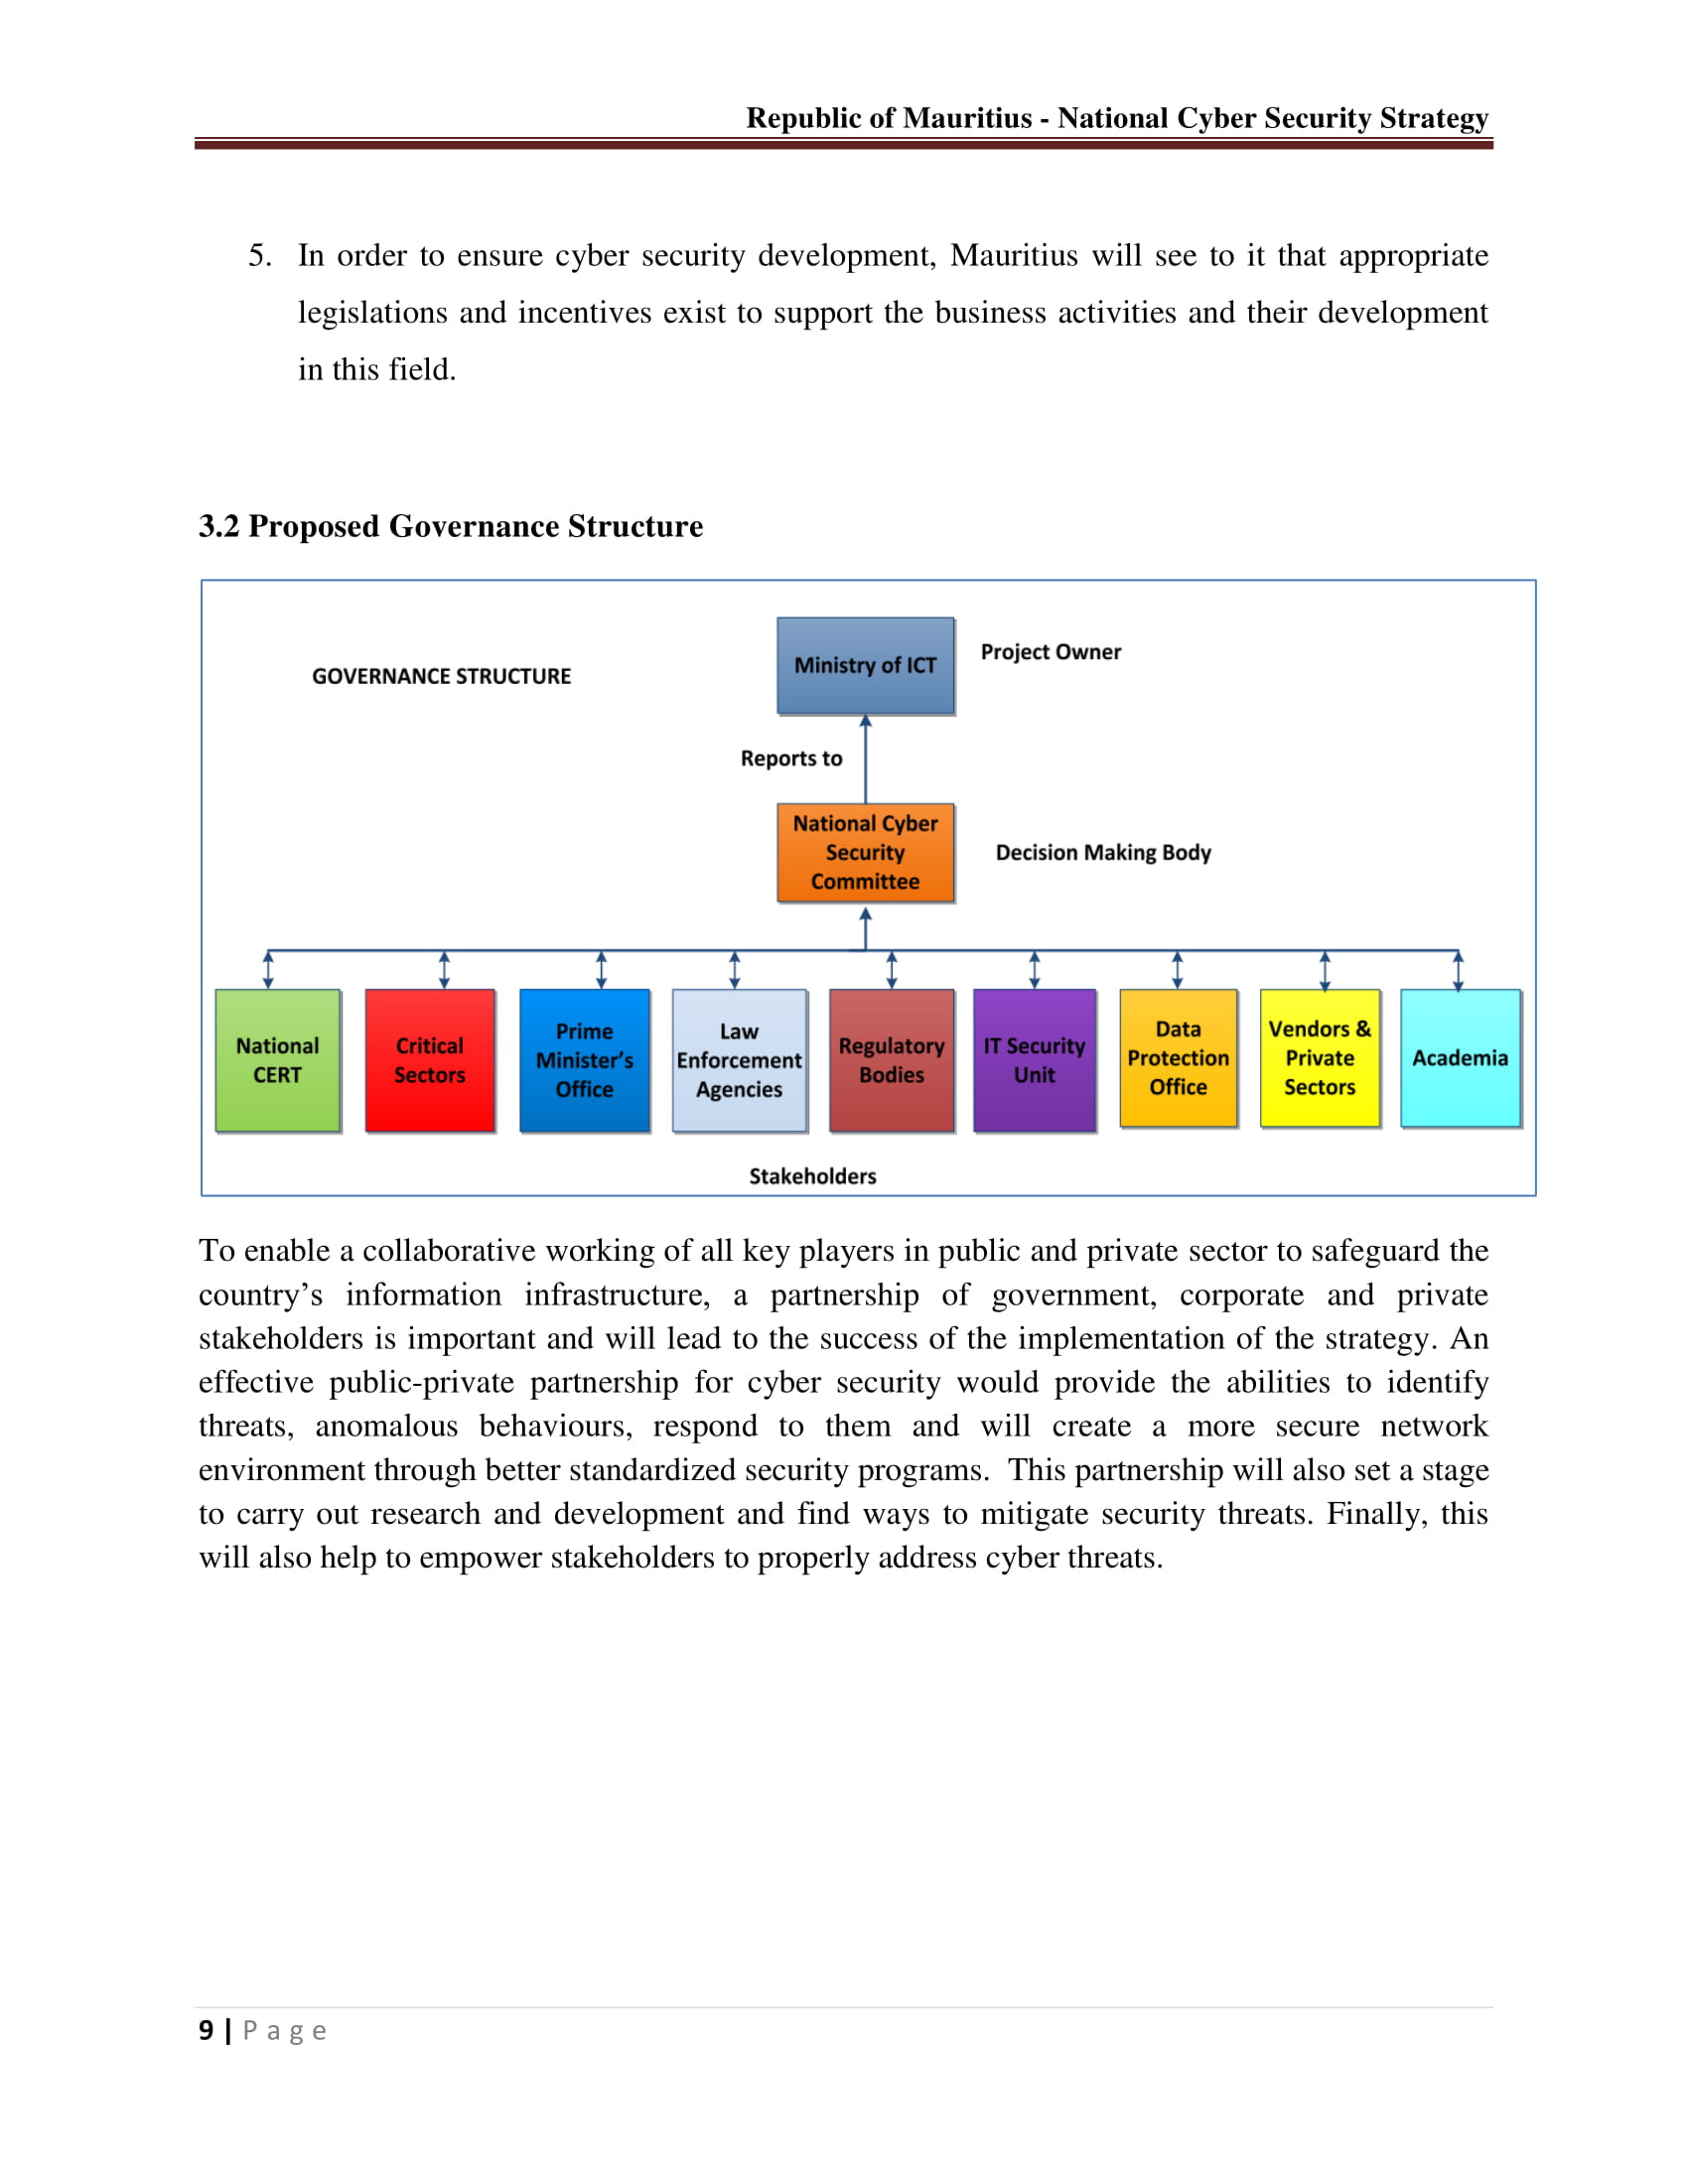 Republic of Mauritius - National Cyber Security Strategy
5. In order to ensure cyber security development, Mauritius will see to it that appropriate
legislations and incentives exist to support the business activities and their development
in this field.
3.2 Proposed Governance Structure
GOVERNANCE STRUCTURE
Ministry of ICT
Project Owner
Reports to
National Cyber
Security
Committee
Decision Making Body
National
CERT
Critical
Sectors
Prime
Minister’s
Office
Law
Enforcement
Agencies
Regulatory
Bodies
IT Security
Unit
Data
Protection
Office
Vendors &
Private
Sectors
Academia
Stakeholders
To enable a collaborative working of all key players in public and private sector to safeguard the
country’s information infrastructure, a partnership of government, corporate and private
stakeholders is important and will lead to the success of the implementation of the strategy. An
effective public-private partnership for cyber security would provide the abilities to identify
threats, anomalous behaviours, respond to them and will create a more secure network
environment through better standardized security programs.  This partnership will also set a stage
to carry out research and development and find ways to mitigate security threats. Finally, this
will also help to empower stakeholders to properly address cyber threats.
9 | Page